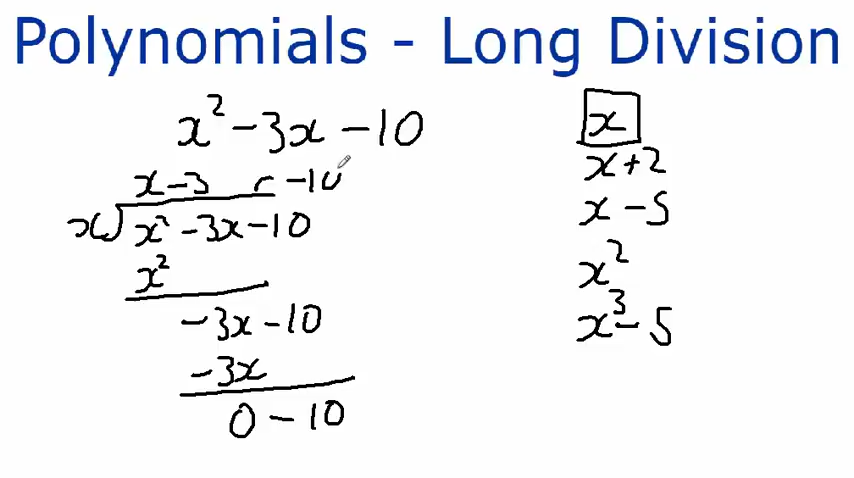 Polynomials - Long Division
x² - 3x - 10
x - 3 r - 10
x x² - 3x - 10
x²
- 3x - 10
- 3x
0 - 10
x
x + 2
x - 5
x²
x³ - 5